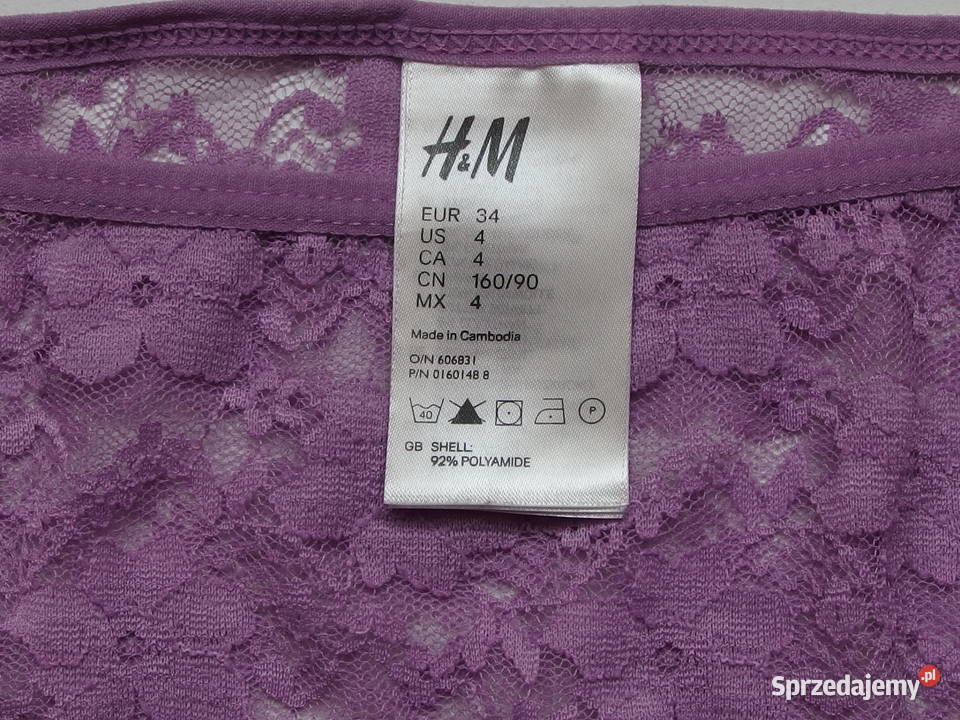 H&M
EUR 34
US 4
CA 4
CN 160/90
MX 4
Made in Cambodia
O/N 606831
P/N 0160148 8
40 P
GB SHELL:
92% POLYAMIDE
Sprzedajemy.pl